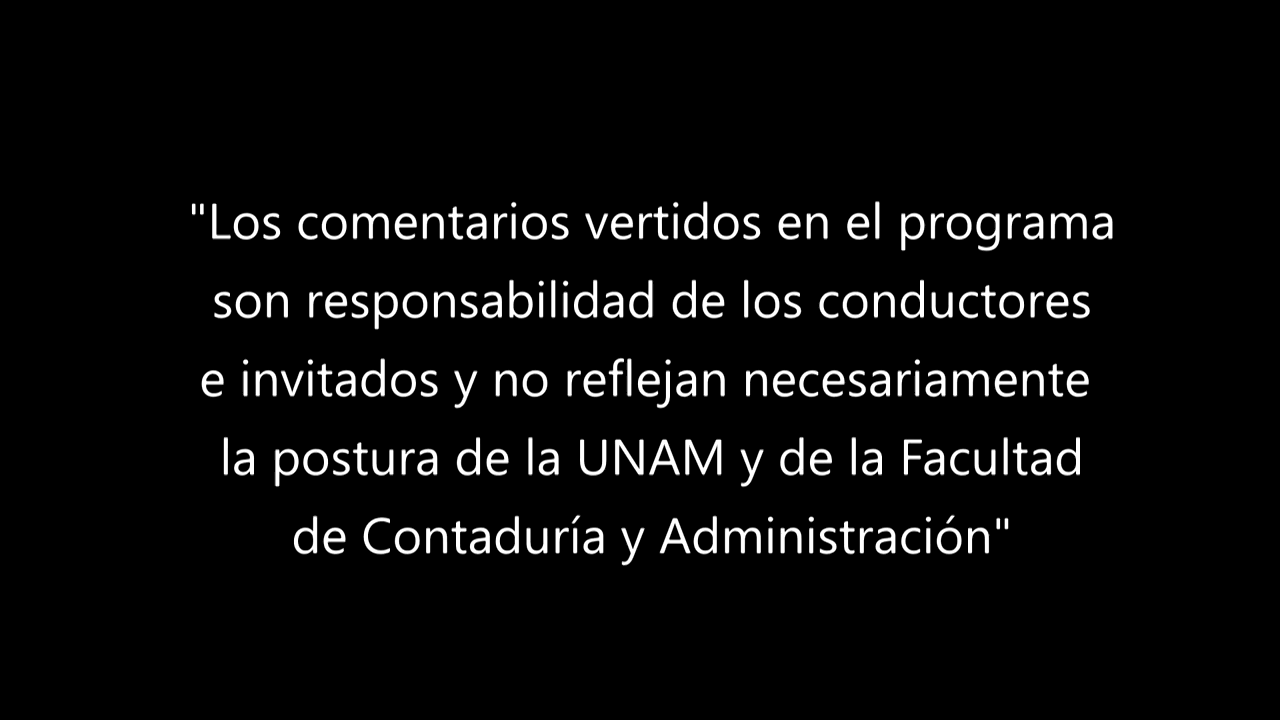 "Los comentarios vertidos en el programa
son responsabilidad de los conductores
e invitados y no reflejan necesariamente
la postura de la UNAM y de la Facultad
de Contaduría y Administración"